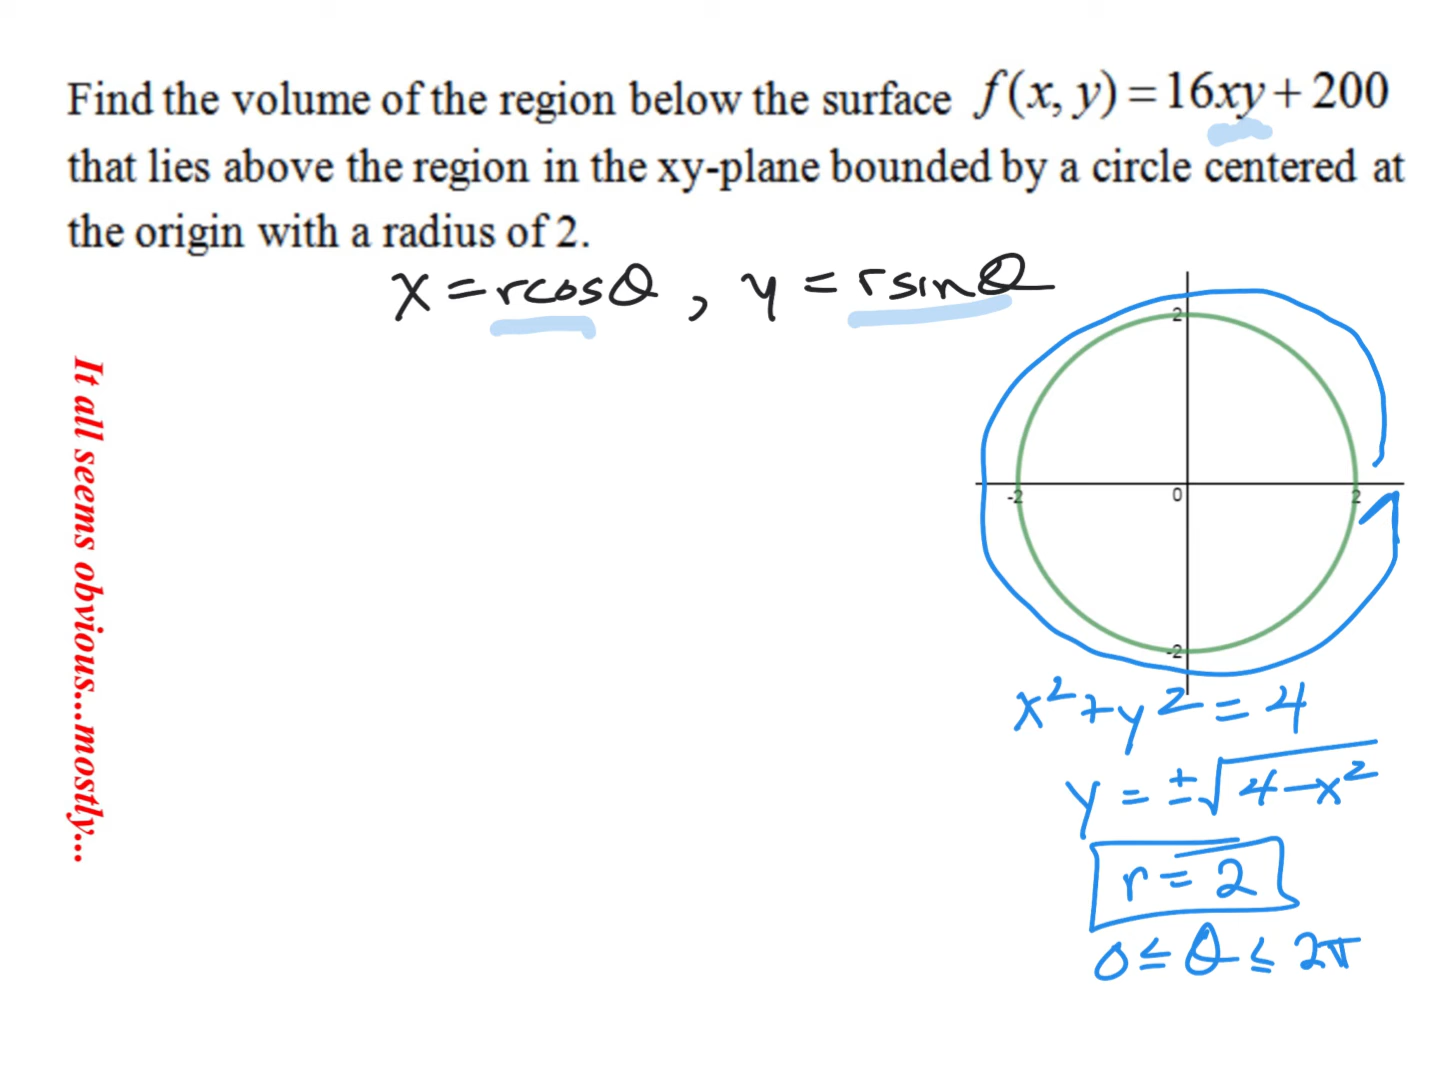 Find the volume of the region below the surface f(x, y) = 16xy + 200
that lies above the region in the xy-plane bounded by a circle centered at
the origin with a radius of 2.
x = rcosθ , y = rsinθ
It all seems obvious...mostly...
2
-2 0 2
-2
x² + y² = 4
y = ±√4-x²
r = 2
0 ≤ θ ≤ 2π